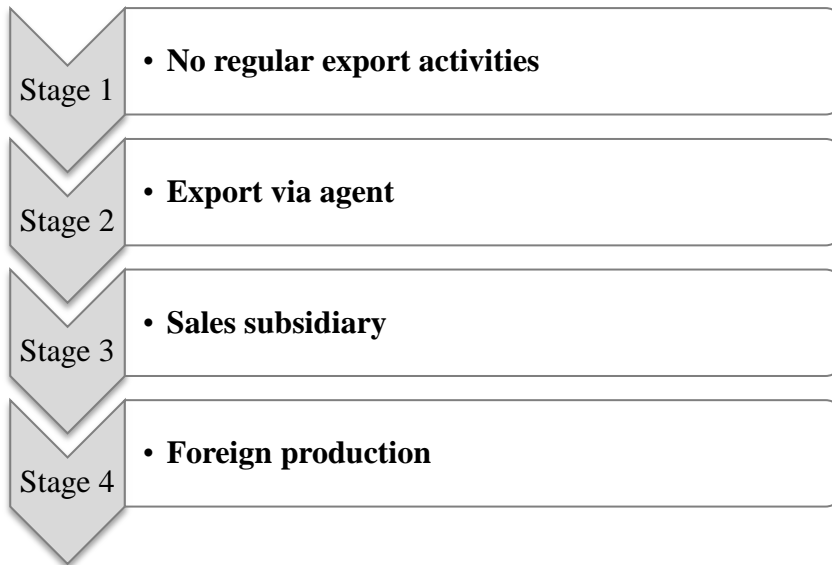 Stage 1
• No regular export activities
Stage 2
• Export via agent
Stage 3
• Sales subsidiary
Stage 4
• Foreign production